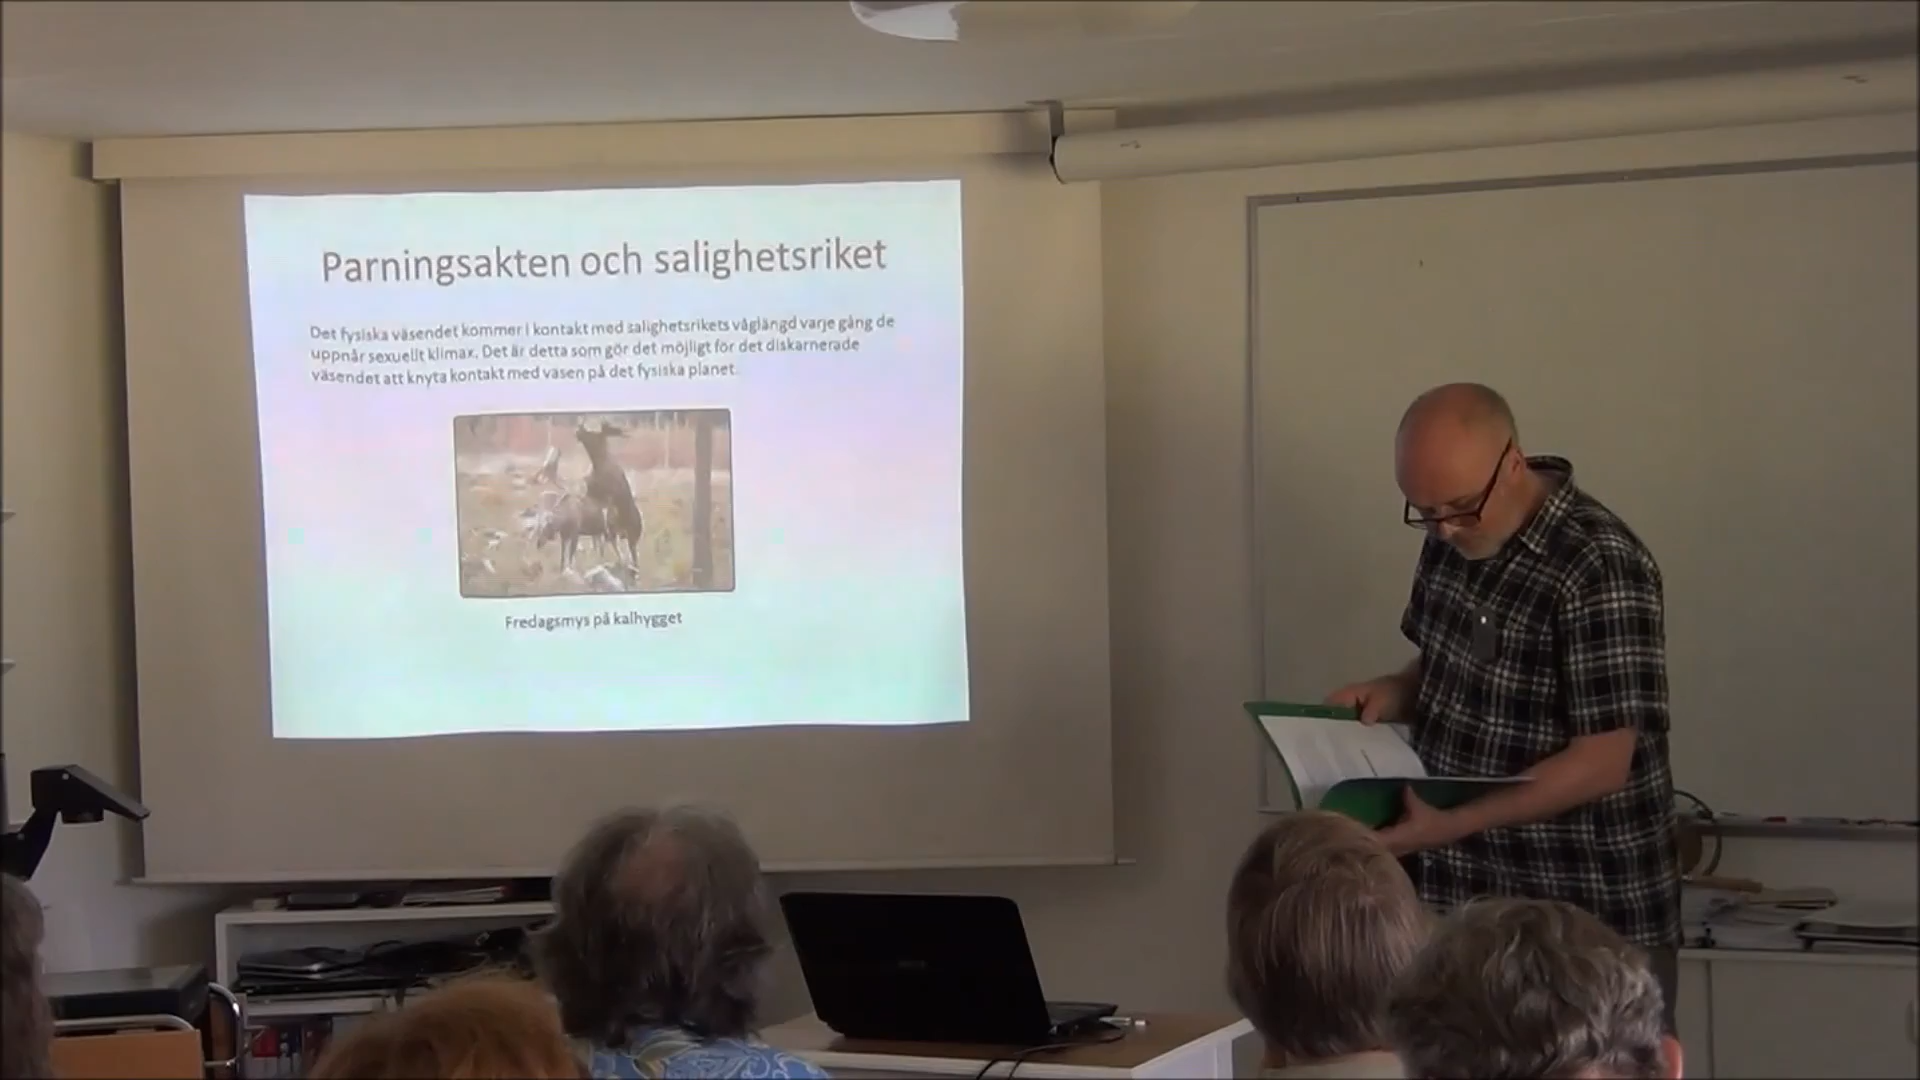 Parningsakten och salighetsriket
Det fysiska väsendet kommer i kontakt med salighetsrikets våglängd varje gång de
uppnår sexuellt klimax. Det är detta som gör det möjligt för det diskarnerade
väsendet att knyta kontakt med väsen på det fysiska planet.
Fredagsmys på kalhygget